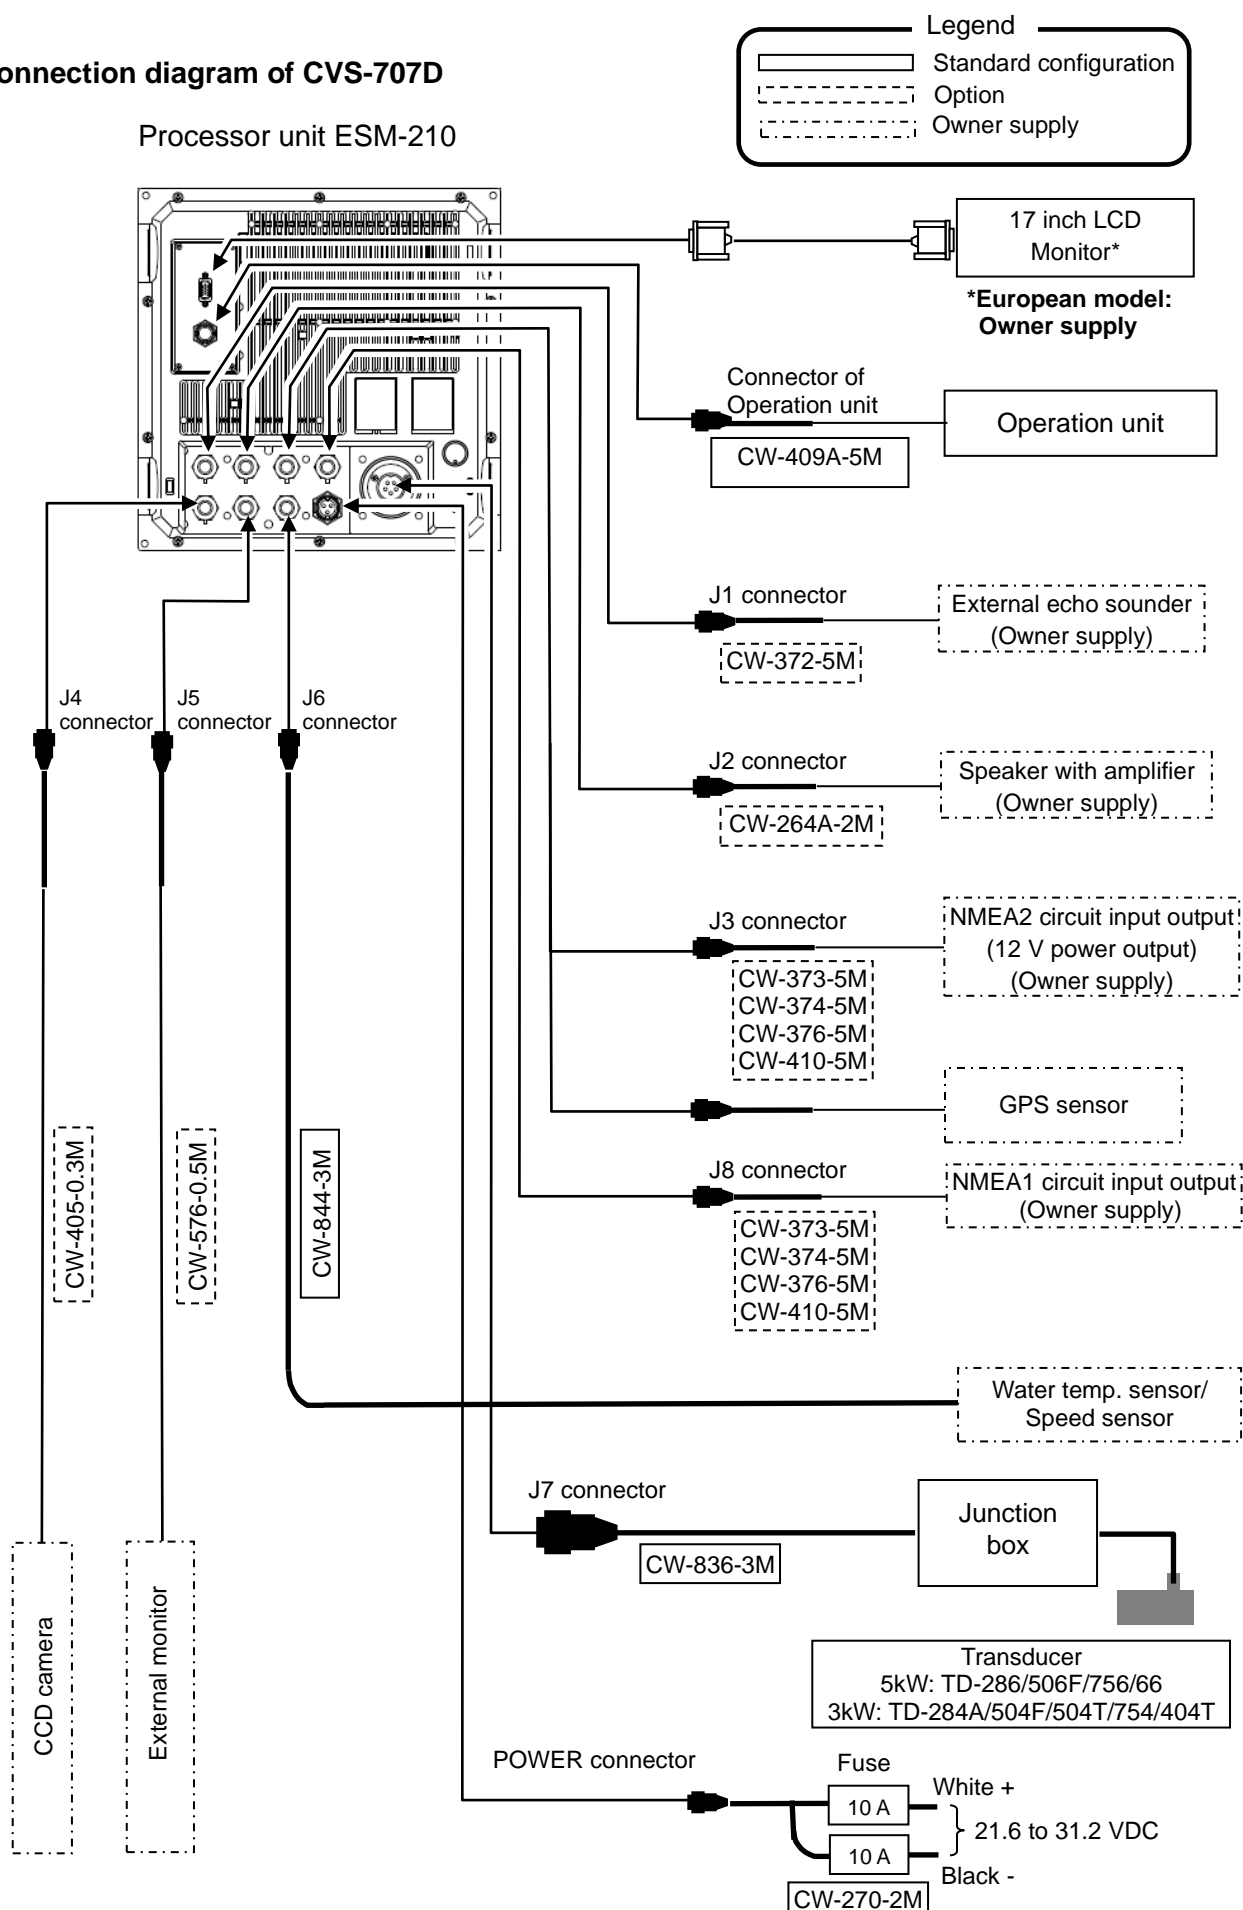 Legend
Standard configuration
Option
Owner supply
onnection diagram of CVS-707D
Processor unit ESM-210
17 inch LCD
Monitor*
*European model:
Owner supply
Connector of
Operation unit
Operation unit
CW-409A-5M
J1 connector
External echo sounder
(Owner supply)
CW-372-5M
J4
connector
J5
connector
J6
connector
J2 connector
Speaker with amplifier
(Owner supply)
CW-264A-2M
J3 connector
NMEA2 circuit input output
(12 V power output)
(Owner supply)
CW-373-5M
CW-374-5M
CW-376-5M
CW-410-5M
GPS sensor
J8 connector
NMEA1 circuit input output
(Owner supply)
CW-373-5M
CW-374-5M
CW-376-5M
CW-410-5M
CW-405-0.3M
CW-576-0.5M
CW-844-3M
Water temp. sensor/
Speed sensor
J7 connector
Junction
box
CW-836-3M
CCD camera
External monitor
Transducer
5kW: TD-286/506F/756/66
3kW: TD-284A/504F/504T/754/404T
POWER connector
Fuse
White +
10 A
21.6 to 31.2 VDC
10 A
Black -
CW-270-2M